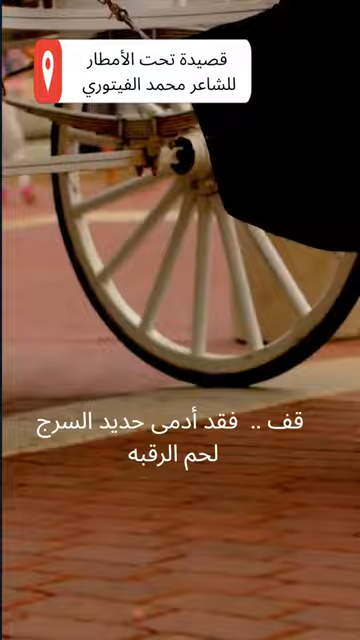 قصيدة تحت الأمطار
للشاعر محمد الفيتوري
قف .. فقد أدمى حديد السرج
لحم الرقبه